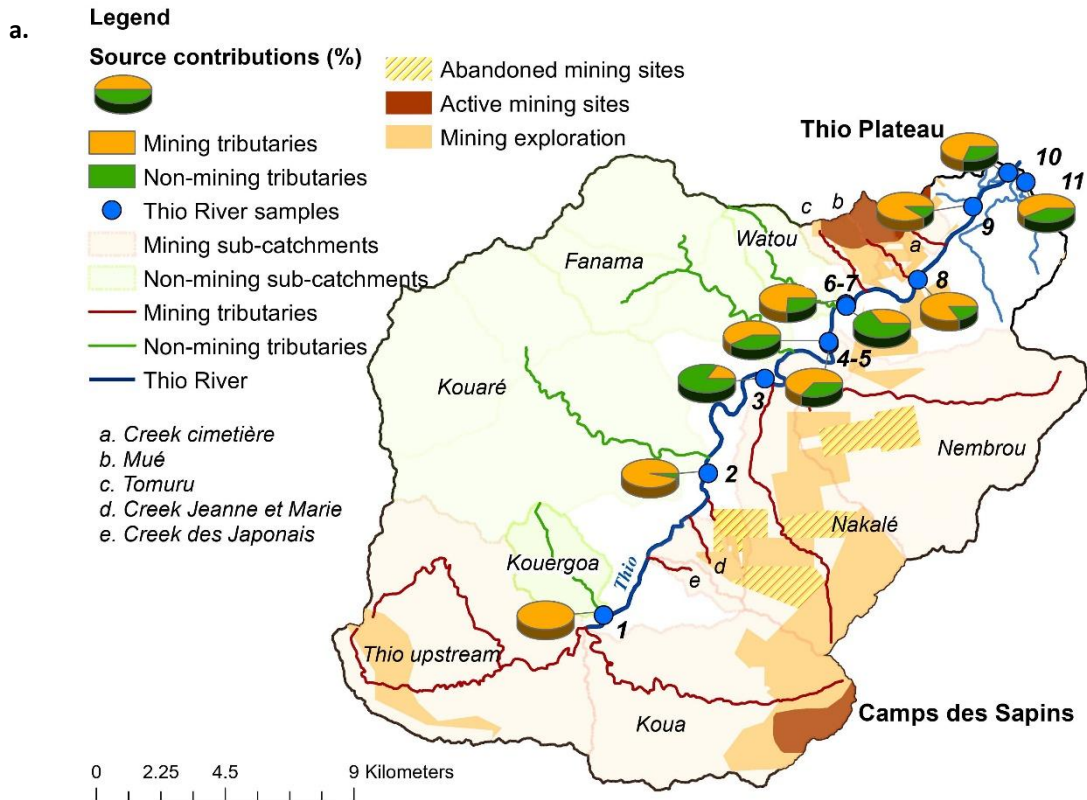 a.
Legend
Source contributions (%)
Mining tributaries
Non-mining tributaries
Thio River samples
Mining sub-catchments
Non-mining sub-catchments
Mining tributaries
Non-mining tributaries
Thio River
a. Creek cimetière
b. Mué
c. Tomuru
d. Creek Jeanne et Marie
e. Creek des Japonais
Abandoned mining sites
Active mining sites
Mining exploration
Thio Plateau
10
11
b
c
a
9
Watou
Fanama
6-7
8
Kouaré
4-5
3
Nembrou
2
Nakalé
Kouergoa
Thio
d
e
1
Thio upstream
Koua
Camps des Sapins
0 2.25 4.5 9 Kilometers